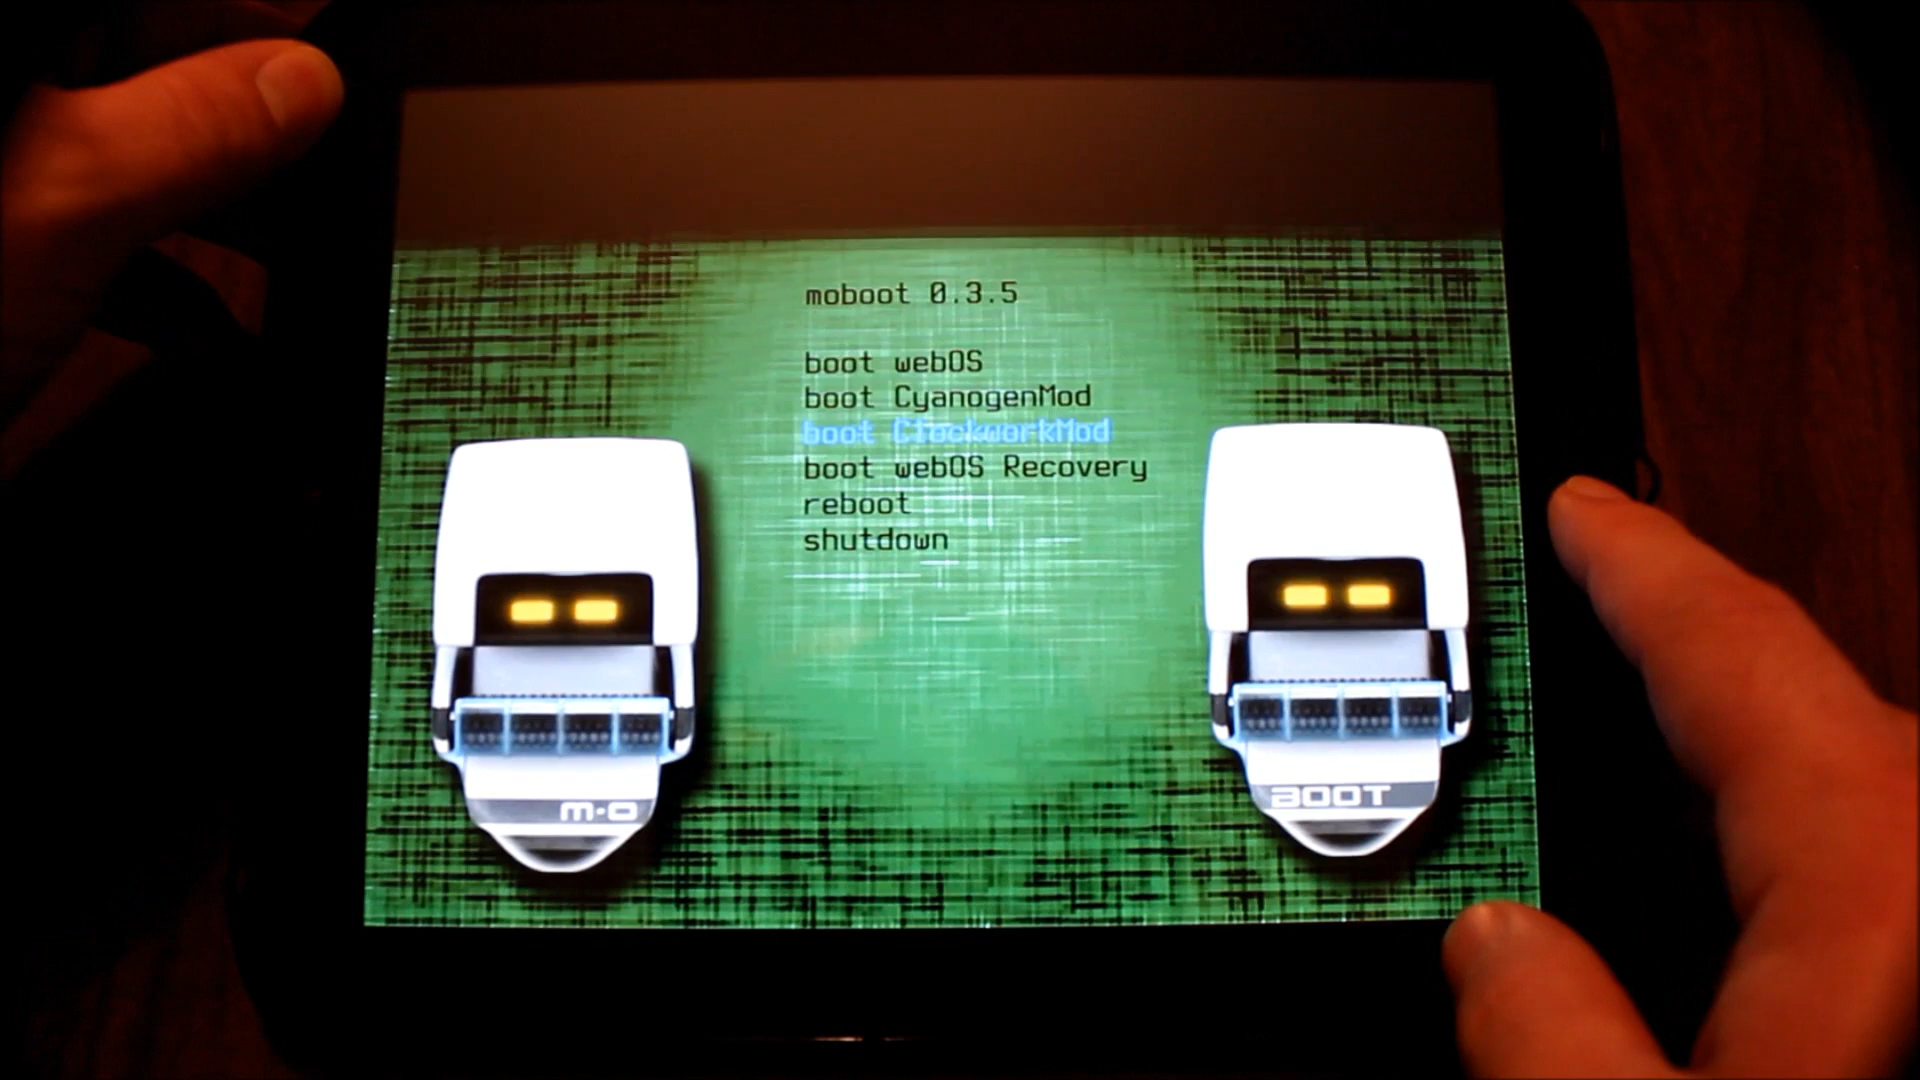 moboot 0.3.5
boot webOS
boot CyanogenMod
boot ClockworkMod
boot webOS Recovery
reboot
shutdown
M-O
BOOT